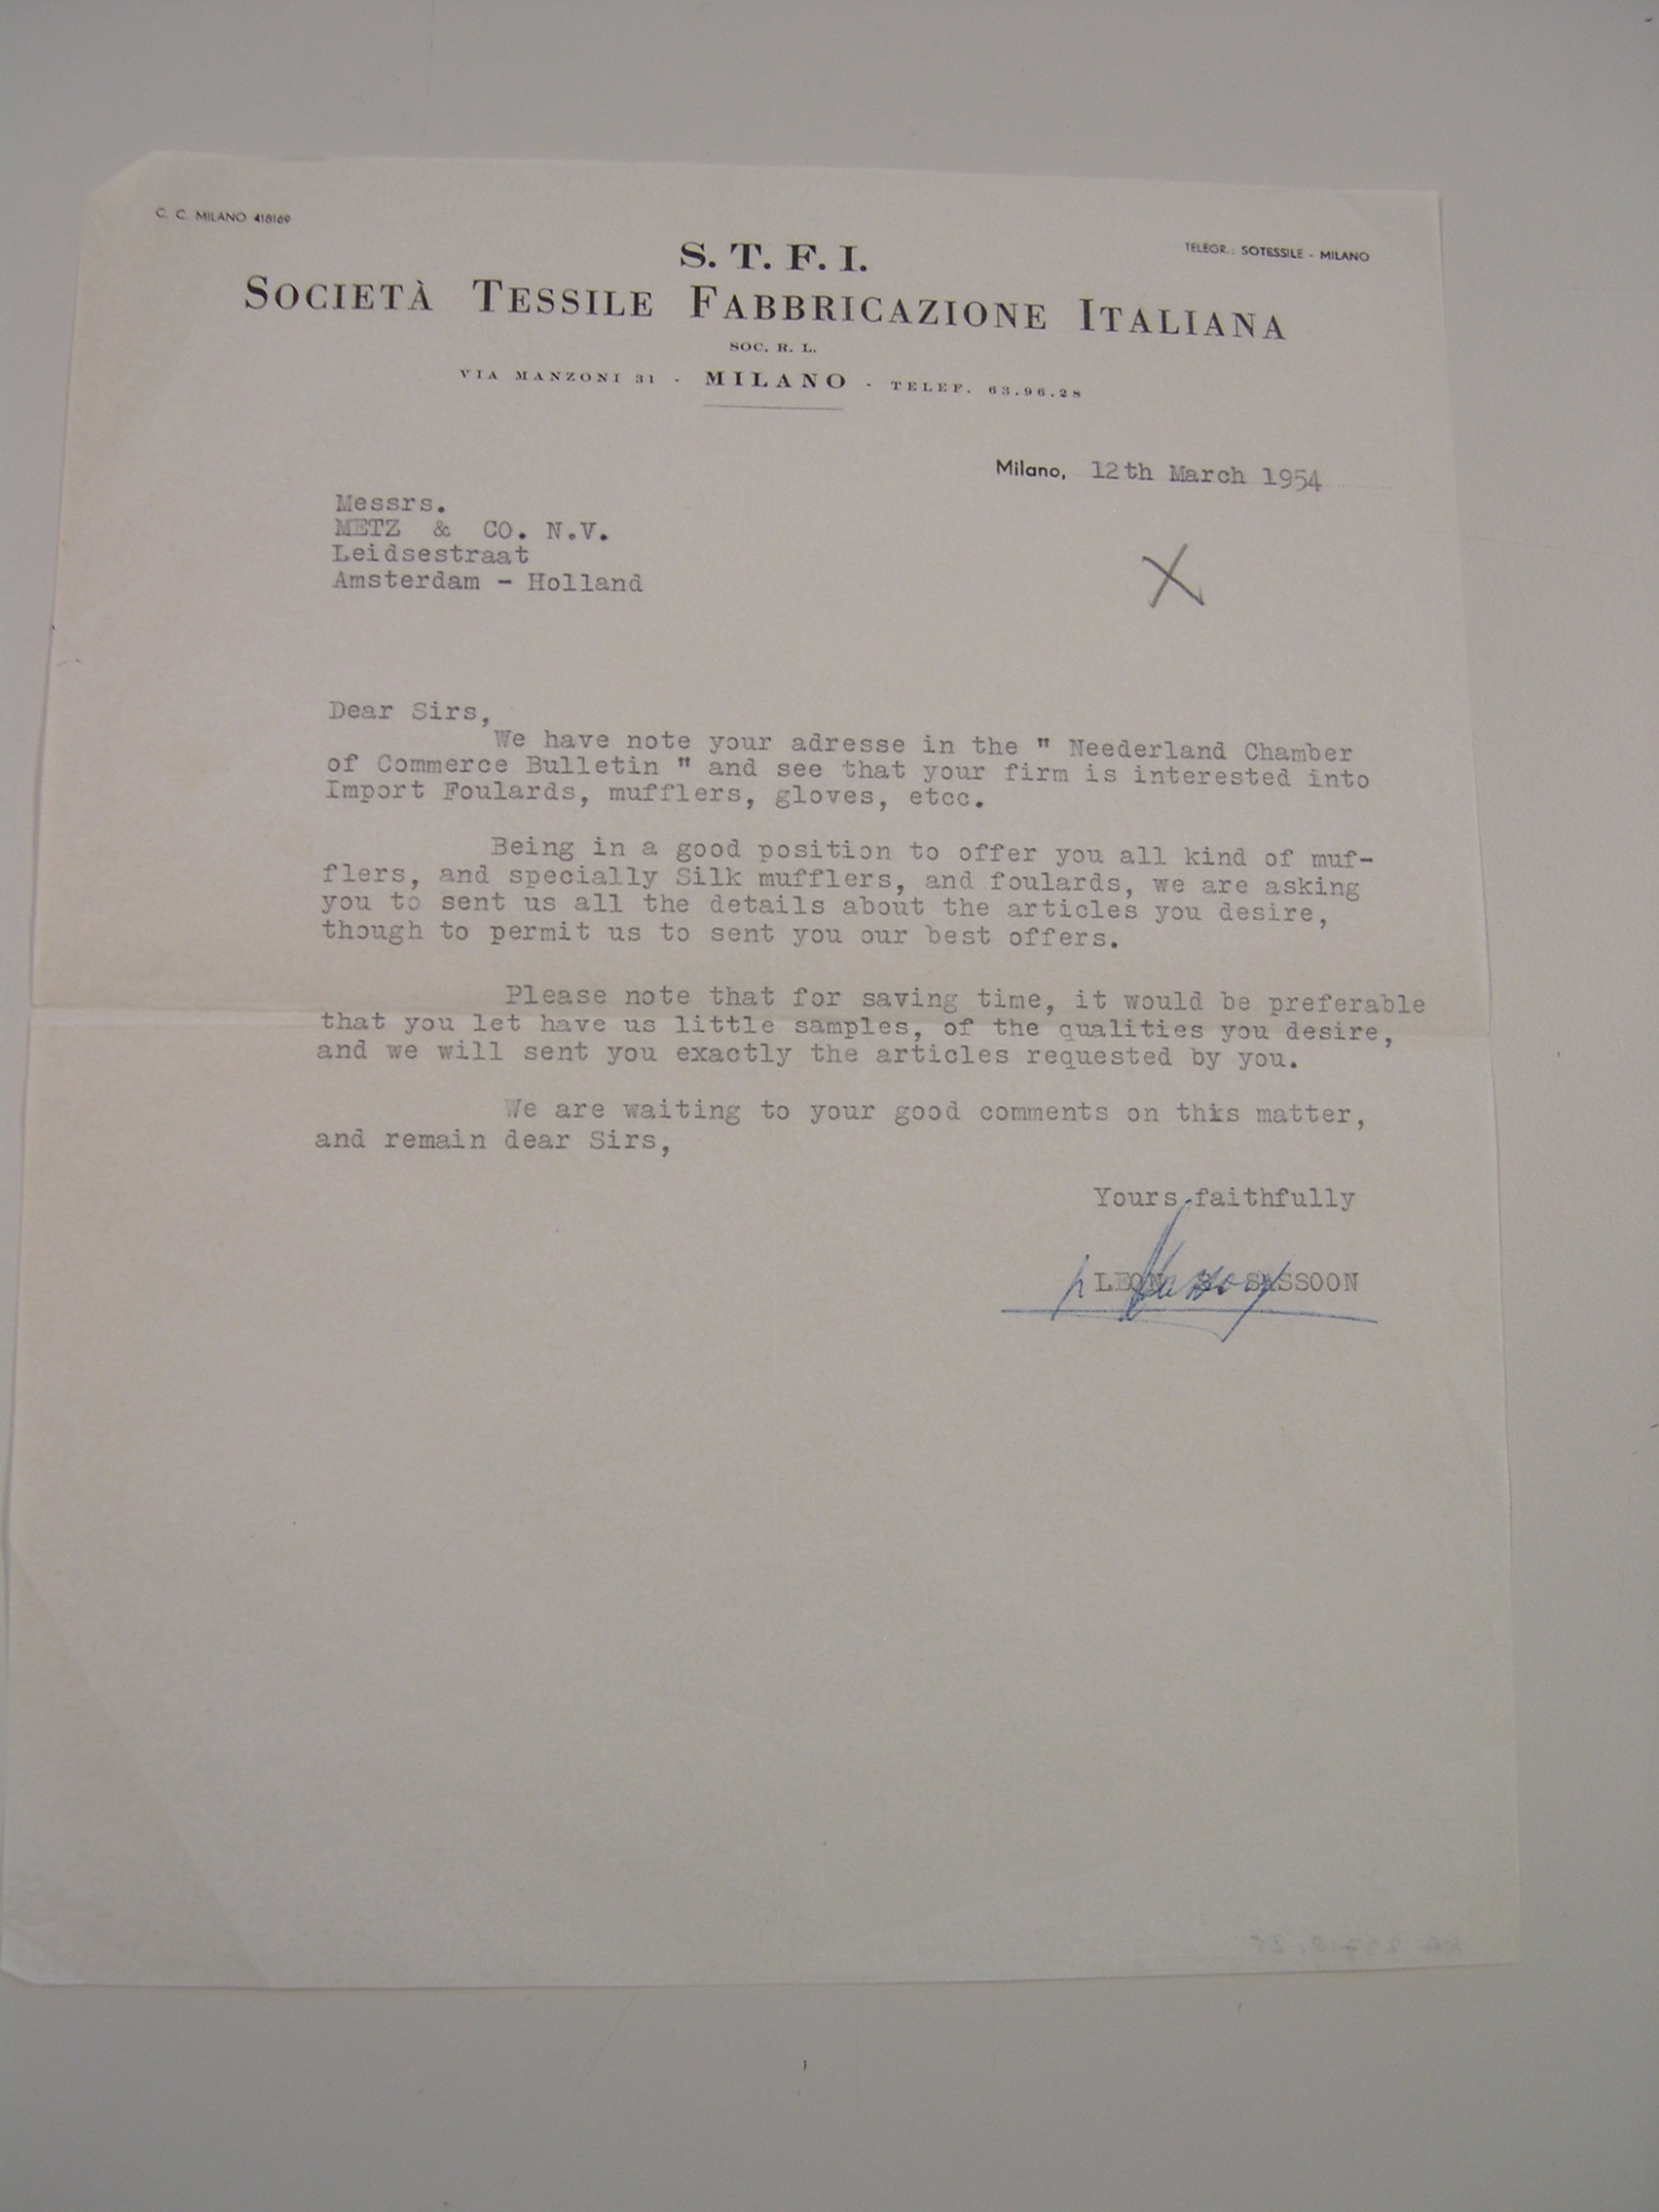 C. C. MILANO 418169
TELEGR.: SOTESSILE - MILANO
S. T. F. I.
SOCIETÀ TESSILE FABBRICAZIONE ITALIANA
SOC. R. L.
VIA MANZONI 31 - MILANO - TELEF. 63.96.28
Milano, 12th March 1954
Messrs.
METZ & CO. N.V.
Leidsestraat
Amsterdam - Holland
X
Dear Sirs,
We have note your adresse in the " Neederland Chamber
of Commerce Bulletin " and see that your firm is interested into
Import Foulards, mufflers, gloves, etcc.
Being in a good position to offer you all kind of muf-
flers, and specially Silk mufflers, and foulards, we are asking
you to sent us all the details about the articles you desire,
though to permit us to sent you our best offers.
Please note that for saving time, it would be preferable
that you let have us little samples, of the qualities you desire,
and we will sent you exactly the articles requested by you.
We are waiting to your good comments on this matter,
and remain dear Sirs,
Yours faithfully
LEON SASSOON